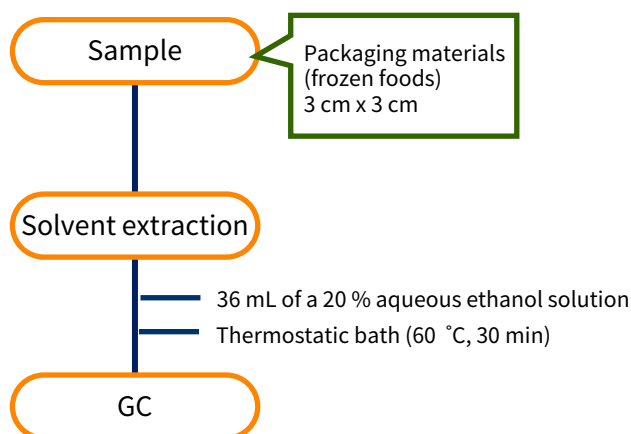 Sample
Packaging materials
(frozen foods)
3 cm x 3 cm
Solvent extraction
36 mL of a 20 % aqueous ethanol solution
Thermostatic bath (60 ˚C, 30 min)
GC